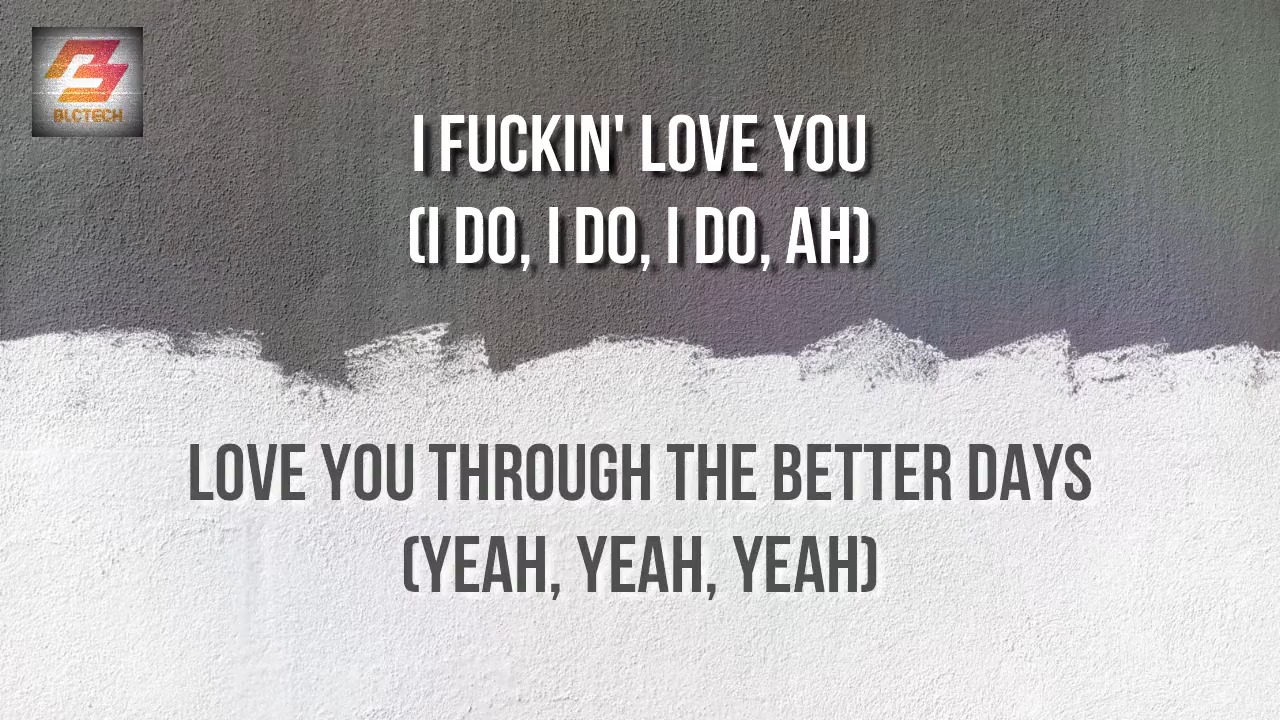 BLCTECH
I FUCKIN' LOVE YOU
(I DO, I DO, I DO, AH)
LOVE YOU THROUGH THE BETTER DAYS
(YEAH, YEAH, YEAH)